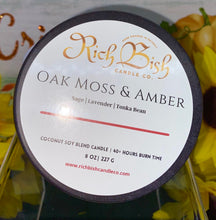 Rich Bish
CANDLE CO.
OAK MOSS & AMBER
Sage | Lavender | Tonka Bean
COCONUT SOY BLEND CANDLE | 40+ HOURS BURN TIME
8 OZ | 227 G
www.richbishcandleco.com